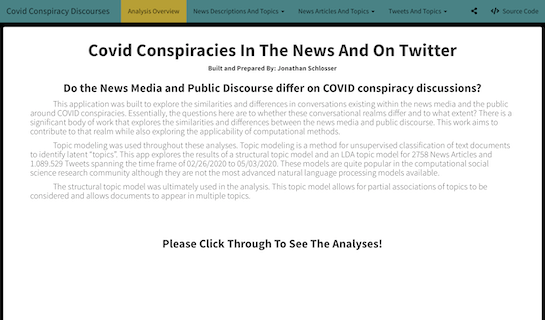 Covid Conspiracy Discourses Analysis Overview News Descriptions And Topics News Articles And Topics Tweets And Topics Source Code
Covid Conspiracies In The News And On Twitter
Built and Prepared By: Jonathan Schlosser
Do the News Media and Public Discourse differ on COVID conspiracy discussions?
This application was built to explore the similarities and differences in conversations existing within the news media and the public
around COVID conspiracies. Essentially, the questions here are to whether these conversational realms differ and to what extent? There is a
significant body of work that explores the similarities and differences between the news media and public discourse. This work aims to
contribute to that realm while also exploring the applicability of computational methods.
Topic modeling was used throughout these analyses. Topic modeling is a method for unsupervised classification of text documents
to identify latent "topics". This app explores the results of a structural topic model and an LDA topic model for 2758 News Articles and
1,089,529 Tweets spanning the time frame of 02/26/2020 to 05/03/2020. These models are quite popular in the computational social
science research community although they are not the most advanced natural language processing models available.
The structural topic model was ultimately used in the analysis. This topic model allows for partial associations of topics to be
considered and allows documents to appear in multiple topics.
Please Click Through To See The Analyses!